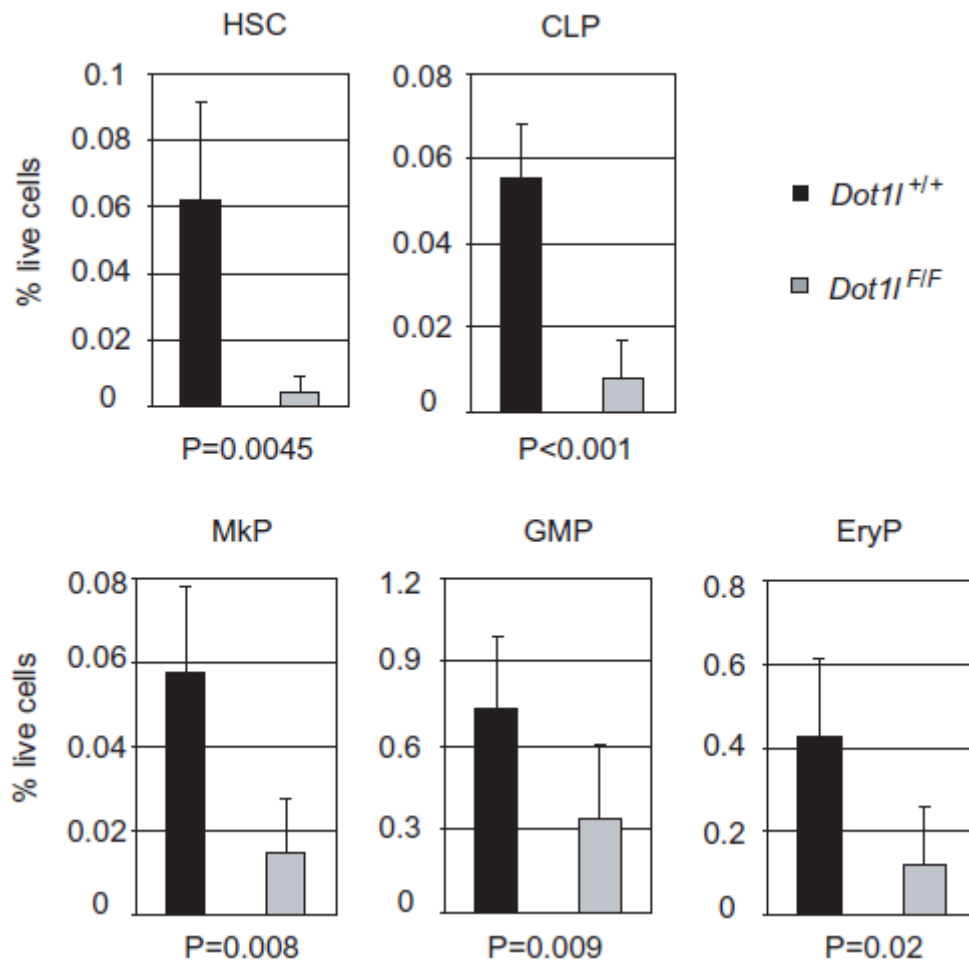 HSC
CLP
% live cells
0.1
0.08
0.06
0.04
0.02
0
0.08
0.06
0.04
0.02
0
Dot1l +/+
Dot1l F/F
P=0.0045
P<0.001
MkP
GMP
EryP
% live cells
0.08
0.06
0.04
0.02
0
1.2
0.9
0.6
0.3
0
0.8
0.6
0.4
0.2
0
P=0.008
P=0.009
P=0.02